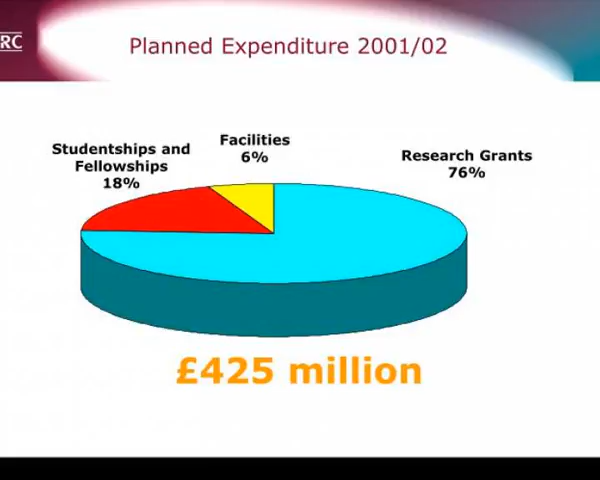 RC
Planned Expenditure 2001/02
Studentships and
Fellowships
18%
Facilities
6%
Research Grants
76%
£425 million